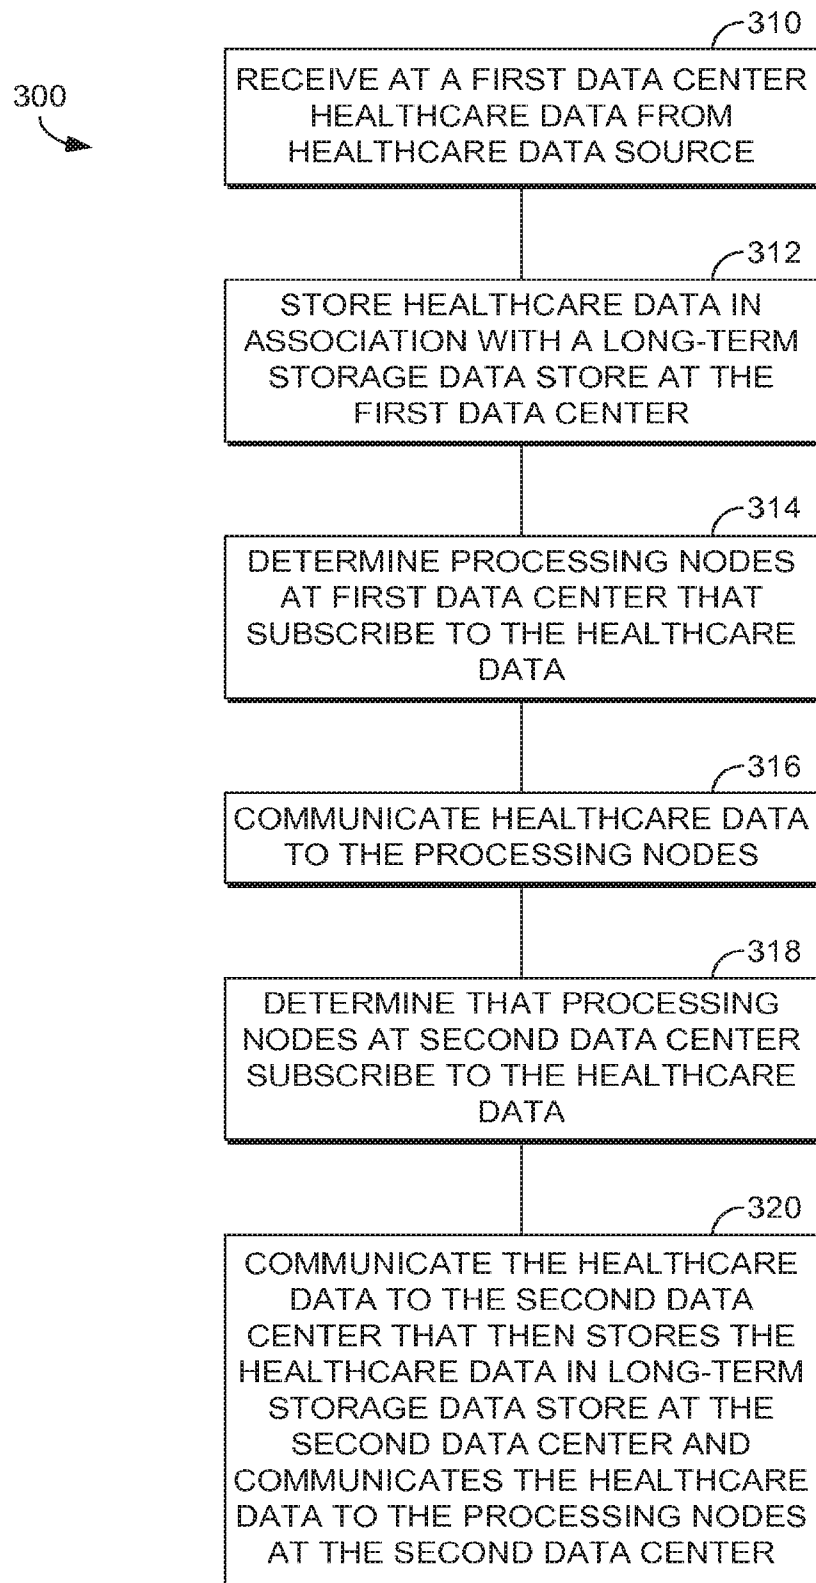 310
RECEIVE AT A FIRST DATA CENTER
HEALTHCARE DATA FROM
HEALTHCARE DATA SOURCE
300
312
STORE HEALTHCARE DATA IN
ASSOCIATION WITH A LONG-TERM
STORAGE DATA STORE AT THE
FIRST DATA CENTER
314
DETERMINE PROCESSING NODES
AT FIRST DATA CENTER THAT
SUBSCRIBE TO THE HEALTHCARE
DATA
316
COMMUNICATE HEALTHCARE DATA
TO THE PROCESSING NODES
318
DETERMINE THAT PROCESSING
NODES AT SECOND DATA CENTER
SUBSCRIBE TO THE HEALTHCARE
DATA
320
COMMUNICATE THE HEALTHCARE
DATA TO THE SECOND DATA
CENTER THAT THEN STORES THE
HEALTHCARE DATA IN LONG-TERM
STORAGE DATA STORE AT THE
SECOND DATA CENTER AND
COMMUNICATES THE HEALTHCARE
DATA TO THE PROCESSING NODES
AT THE SECOND DATA CENTER